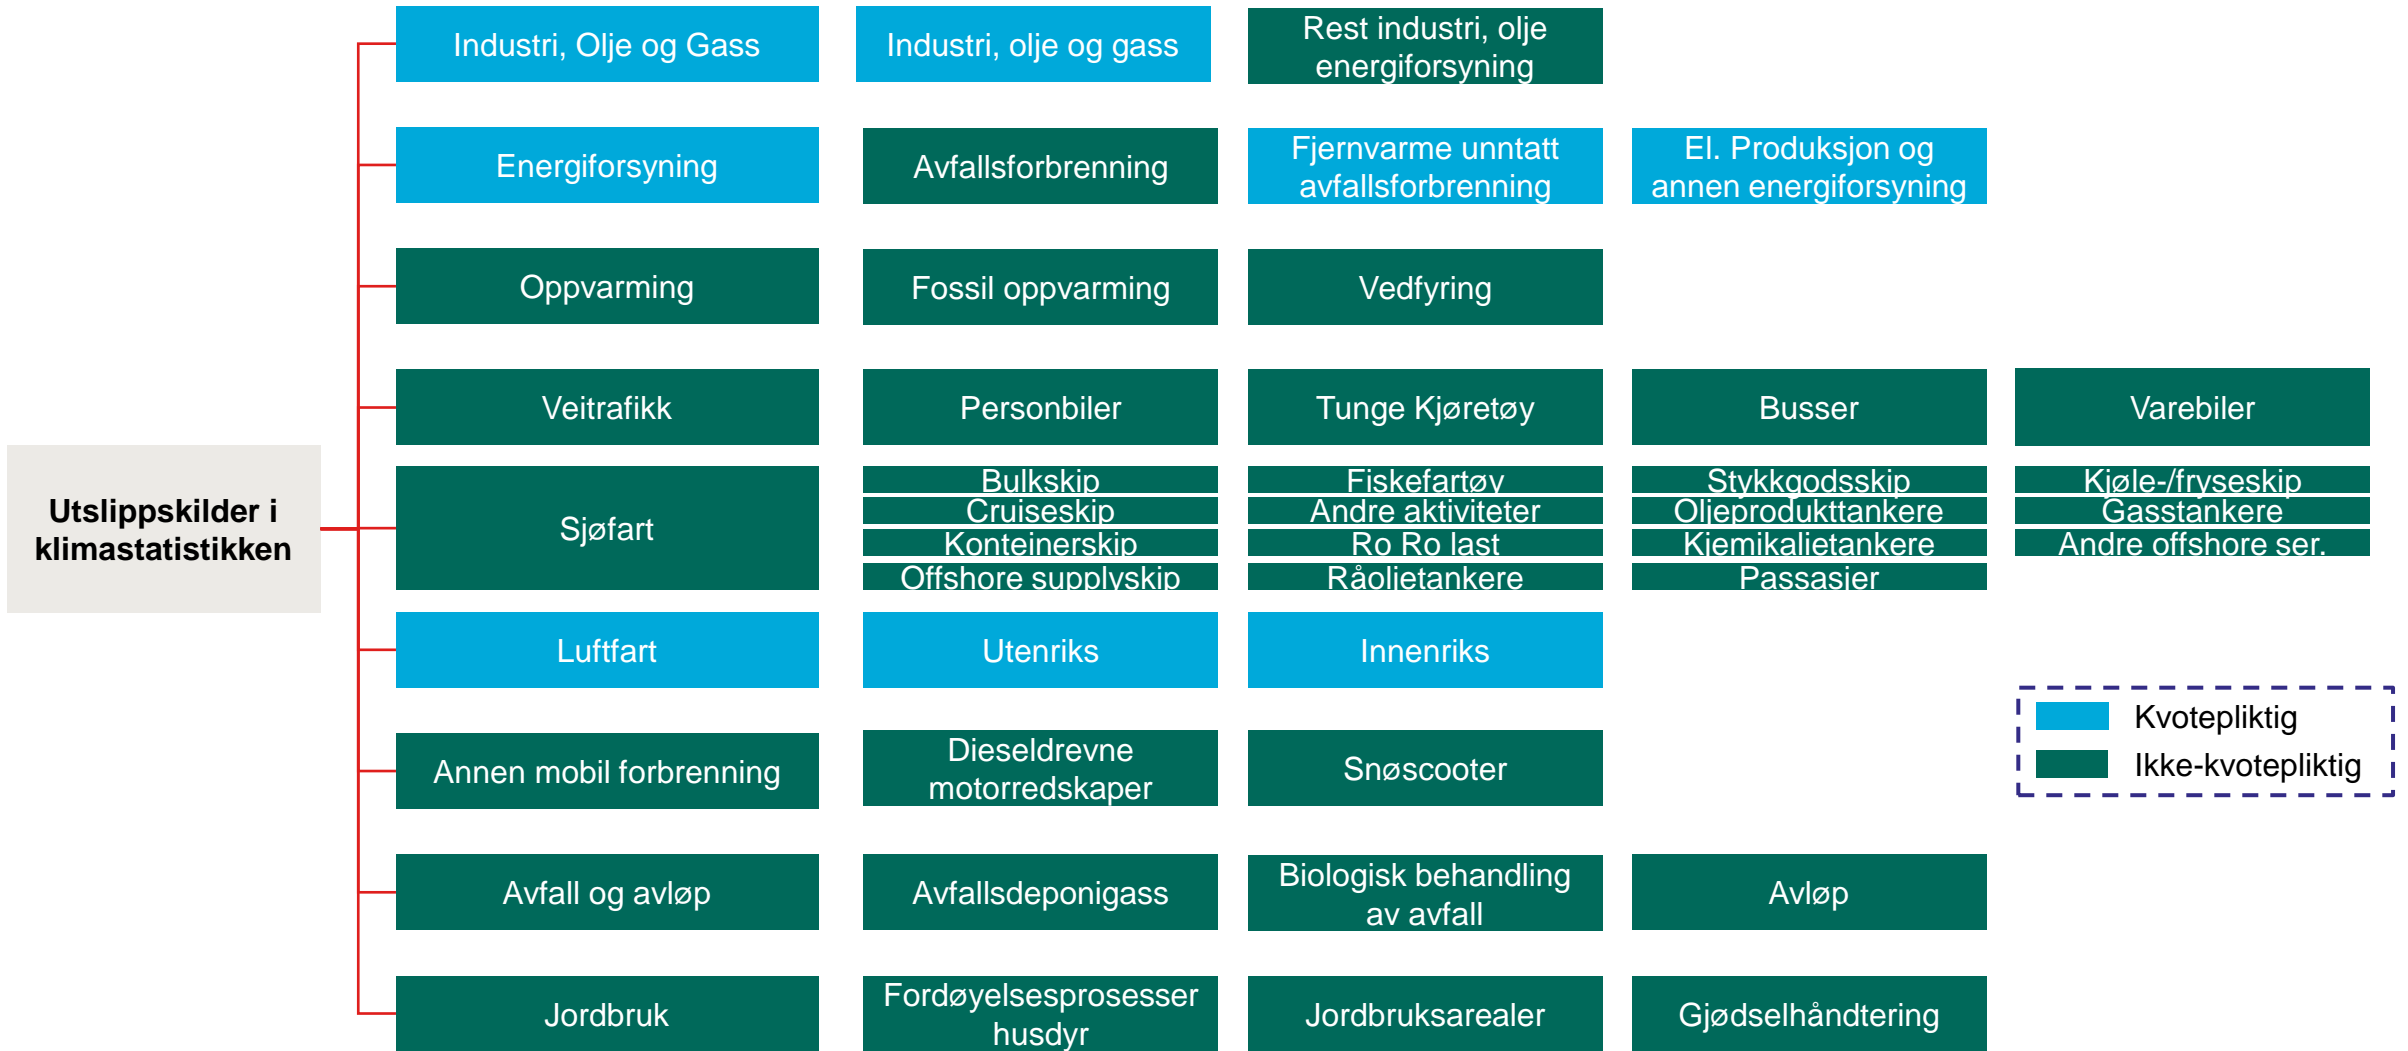 Utslippskilder i
klimastatistikken
Industri, Olje og Gass
Industri, olje og gass
Rest industri, olje
energiforsyning
Energiforsyning
Avfallsforbrenning
Fjernvarme unntatt
avfallsforbrenning
El. Produksjon og
annen energiforsyning
Oppvarming
Fossil oppvarming
Vedfyring
Veitrafikk
Personbiler
Tunge Kjøretøy
Busser
Varebiler
Sjøfart
Bulkskip
Fiskefartøy
Stykkgodsskip
Kjøle-/fryseskip
Cruiseskip
Andre aktiviteter
Oljeprodukttankere
Gasstankere
Konteinerskip
Ro Ro last
Kjemikalietankere
Andre offshore ser.
Offshore supplyskip
Råoljetankere
Passasjer
Luftfart
Utenriks
Innenriks
Annen mobil forbrenning
Dieseldrevne
motorredskaper
Snøscooter
Avfall og avløp
Avfallsdeponigass
Biologisk behandling
av avfall
Avløp
Jordbruk
Fordøyelsesprosesser
husdyr
Jordbruksarealer
Gjødselhåndtering
Kvotepliktig
Ikke-kvotepliktig